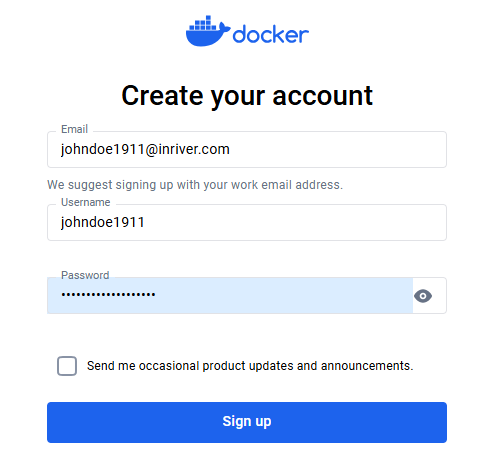 docker
Create your account
Email
johndoe1911@inriver.com
We suggest signing up with your work email address.
Username
johndoe1911
Password
•••••••••••••••••••
Send me occasional product updates and announcements.
Sign up